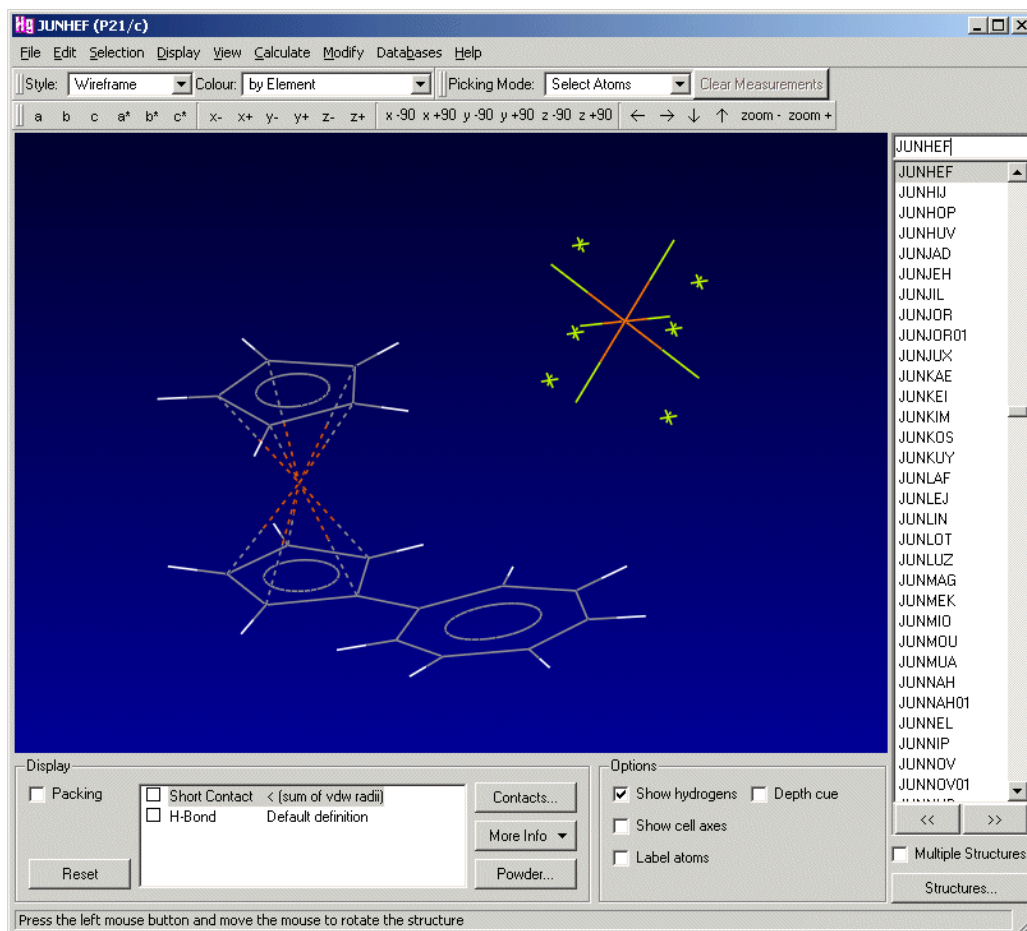 Hg JUNHEF (P21/c)
File Edit Selection Display View Calculate Modify Databases Help
Style: Wireframe Colour: by Element Picking Mode: Select Atoms Clear Measurements
a b c a* b* c* x- x+ y- y+ z- z+ x -90 x +90 y -90 y +90 z -90 z +90 ← → ↓ ↑ zoom - zoom +
JUNHEF
JUNHEF
JUNHIJ
JUNHOP
JUNHUV
JUNJAD
JUNJEH
JUNJIL
JUNJOR
JUNJOR01
JUNJUX
JUNKAE
JUNKEI
JUNKIM
JUNKOS
JUNKUY
JUNLAF
JUNLEJ
JUNLIN
JUNLOT
JUNLUZ
JUNMAG
JUNMEK
JUNMIO
JUNMOU
JUNMUA
JUNNAH
JUNNAH01
JUNNEL
JUNNIP
JUNNOV
JUNNOV01
<< >>
Multiple Structures
Structures...
Display
Packing
Short Contact < (sum of vdw radii)
H-Bond Default definition
Contacts...
More Info
Powder...
Reset
Options
Show hydrogens Depth cue
Show cell axes
Label atoms
Press the left mouse button and move the mouse to rotate the structure